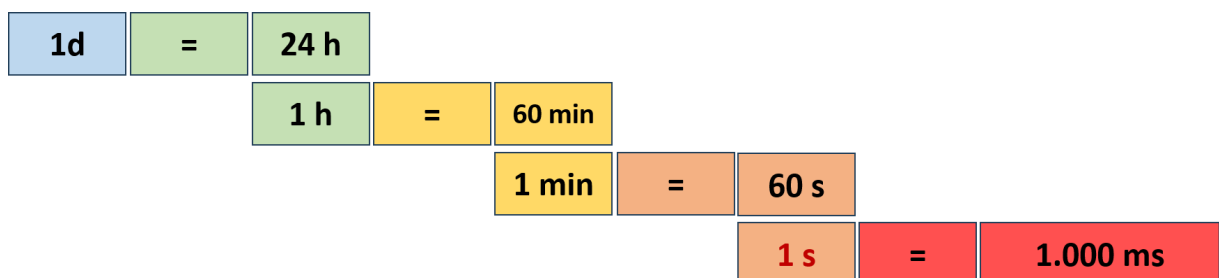 1d = 24 h
1 h = 60 min
1 min = 60 s
1 s = 1.000 ms